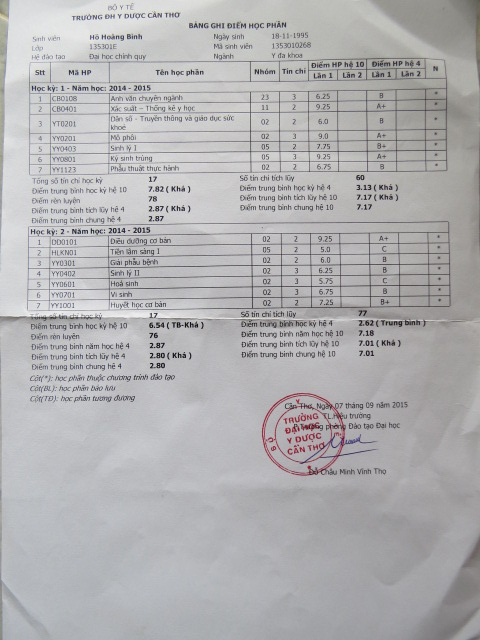 BỘ Y TẾ
TRƯỜNG ĐH Y DƯỢC CẦN THƠ
BẢNG GHI ĐIỂM HỌC PHẦN
Sinh viên Hồ Hoàng Bình Ngày sinh 18-11-1995
Lớp 135301E Mã sinh viên 1353010268
Hệ đào tạo Đại học chính quy Ngành Y đa khoa
Stt Mã HP Tên học phần Nhóm Tín chỉ Điểm HP hệ 10 Điểm HP hệ 4 N
Lần 1 Lần 2 Lần 1 Lần 2
Học kỳ: 1 - Năm học: 2014 - 2015
1 CB0108 Anh văn chuyên ngành 23 3 6.25 B *
2 CB0401 Xác suất – Thống kê y học 11 2 9.25 A+ *
3 YT0201 Dân số - Truyền thông và giáo dục sức khoẻ 02 2 6.0 B *
4 YY0201 Mô phôi 02 3 9.0 A+ *
5 YY0403 Sinh lý I 05 2 7.75 B+ *
6 YY0801 Ký sinh trùng 05 3 9.25 A+ *
7 YY1123 Phẫu thuật thực hành 02 2 6.75 B *
Tổng số tín chỉ học kỳ 17 Số tín chỉ tích lũy 60
Điểm trung bình học kỳ hệ 10 7.82 ( Khá ) Điểm trung bình học kỳ hệ 4 3.13 ( Khá )
Điểm rèn luyện 78 Điểm trung bình tích lũy hệ 10 7.17 ( Khá )
Điểm trung bình tích lũy hệ 4 2.87 ( Khá ) Điểm trung bình chung hệ 10 7.17
Điểm trung bình chung hệ 4 2.87
Học kỳ: 2 - Năm học: 2014 - 2015
1 DD0101 Điều dưỡng cơ bản 02 2 9.25 A+ *
2 HLKN01 Tiền lâm sàng I 05 2 5.0 C *
3 YY0301 Giải phẫu bệnh 02 2 6.0 B *
4 YY0402 Sinh lý II 02 3 6.25 B *
5 YY0601 Hoá sinh 02 3 5.75 C *
6 YY0701 Vi sinh 02 3 6.75 B *
7 YY1001 Huyết học cơ bản 02 2 7.25 B+ *
Tổng số tín chỉ học kỳ 17 Số tín chỉ tích lũy 77
Điểm trung bình học kỳ hệ 10 6.54 ( TB-Khá ) Điểm trung bình học kỳ hệ 4 2.62 ( Trung bình )
Điểm rèn luyện 76 Điểm trung bình năm học hệ 10 7.18
Điểm trung bình năm học hệ 4 2.87 Điểm trung bình tích lũy hệ 10 7.01 ( Khá )
Điểm trung bình tích lũy hệ 4 2.80 ( Khá ) Điểm trung bình chung hệ 10 7.01
Điểm trung bình chung hệ 4 2.80
Cột(*): học phần thuộc chương trình đào tạo
Cột(BL): học phần bảo lưu
Cột(TĐ): học phần tương đương
Cần Thơ, Ngày 07 tháng 09 năm 2015
TL.Hiệu trưởng
Trưởng phòng Đào tạo Đại học
TRƯỜNG
ĐẠI HỌC
Y DƯỢC
CẦN THƠ
Châu Minh Vĩnh Thọ